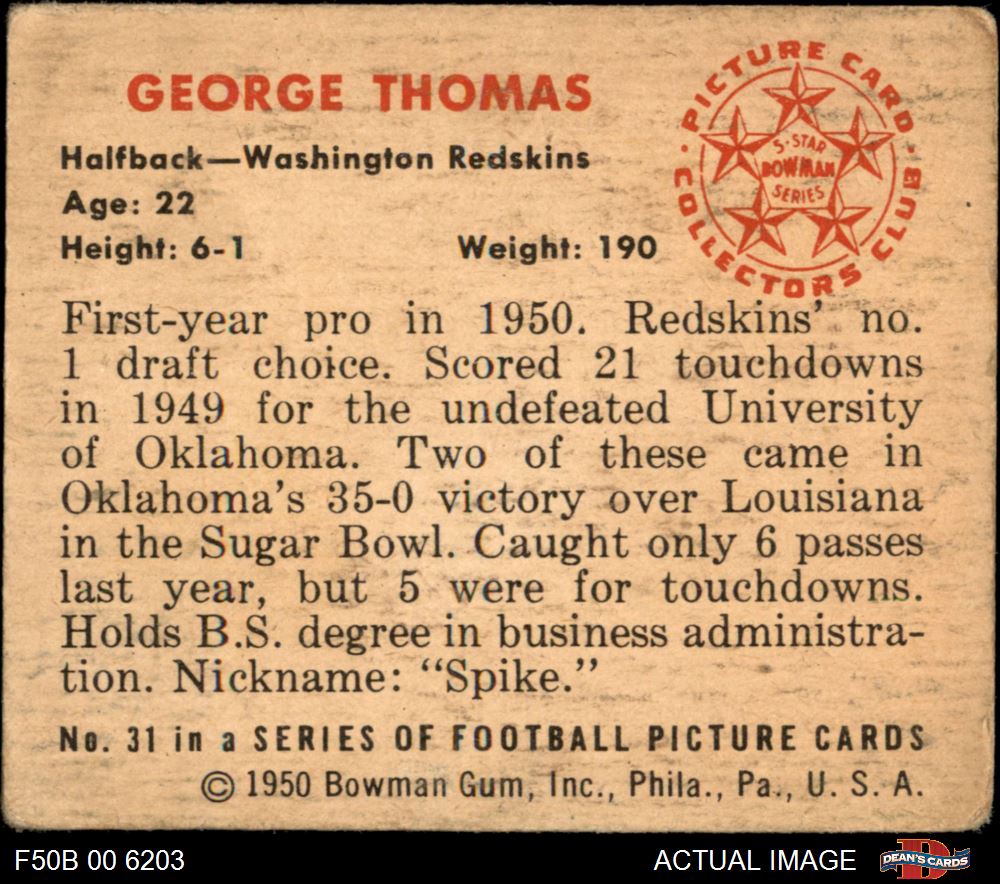 GEORGE THOMAS
Halfback—Washington Redskins
Age: 22
Height: 6-1 Weight: 190
PICTURE CARD
COLLECTORS CLUB
5-STAR
BOWMAN
SERIES
First-year pro in 1950. Redskins' no.
1 draft choice. Scored 21 touchdowns
in 1949 for the undefeated University
of Oklahoma. Two of these came in
Oklahoma's 35-0 victory over Louisiana
in the Sugar Bowl. Caught only 6 passes
last year, but 5 were for touchdowns.
Holds B.S. degree in business administra-
tion. Nickname: “Spike.”
No. 31 in a SERIES OF FOOTBALL PICTURE CARDS
© 1950 Bowman Gum, Inc., Phila., Pa., U. S. A.
F50B 00 6203 ACTUAL IMAGE
D
DEAN'S CARDS